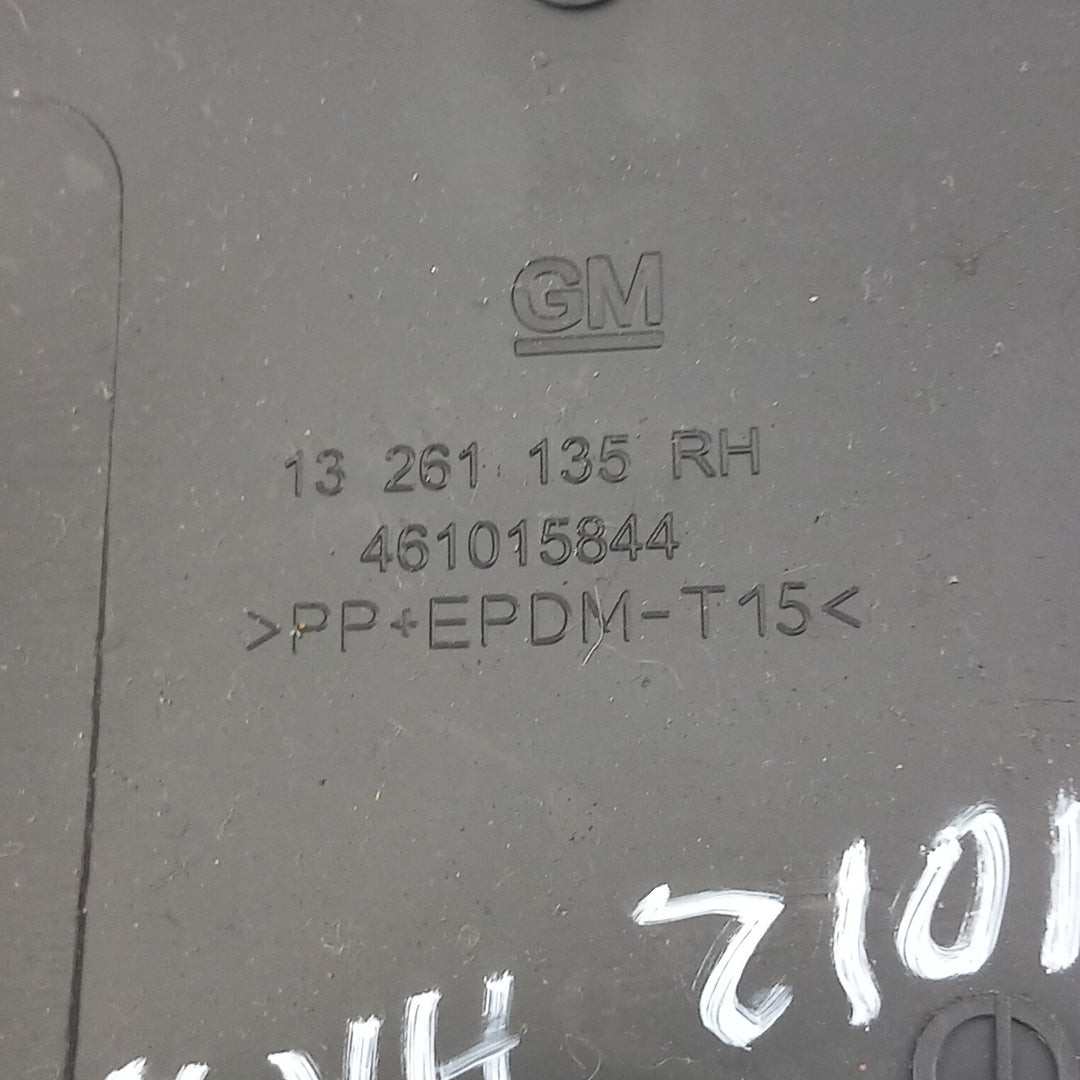 GM
13 261 135 RH
461015844
>PP+EPDM-T15<